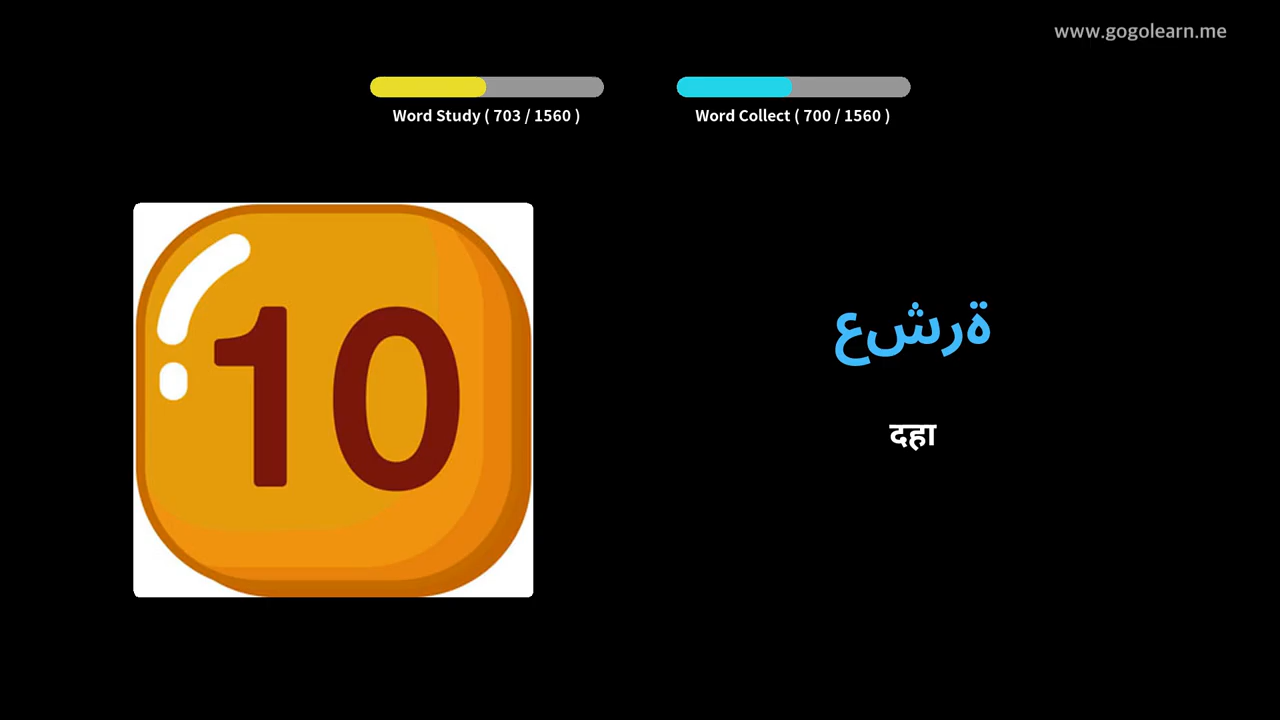 www.gogolearn.me
Word Study ( 703 / 1560 )
Word Collect ( 700 / 1560 )
10
عشرة
दहा